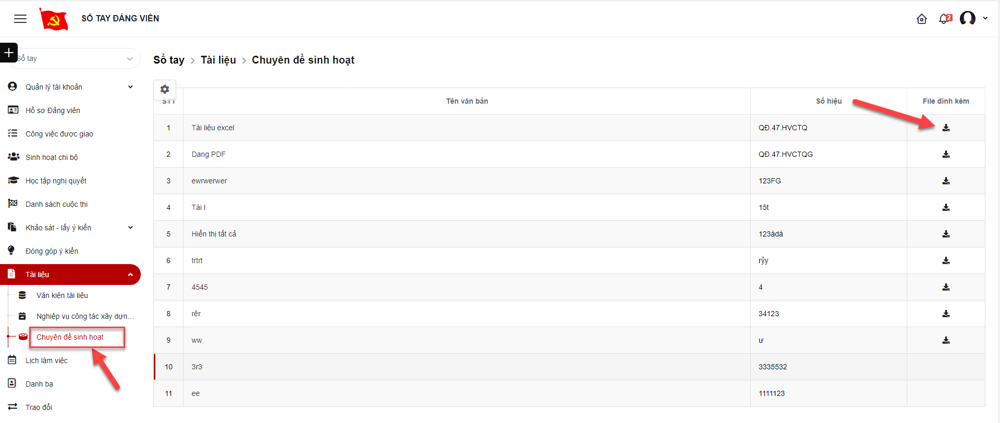 SỔ TAY ĐẢNG VIÊN
2
Sổ tay
Quản lý tài khoản
Hồ sơ Đảng viên
Công việc được giao
Sinh hoạt chi bộ
Học tập nghị quyết
Danh sách cuộc thi
Khảo sát - lấy ý kiến
Đóng góp ý kiến
Tài liệu
Văn kiện tài liệu
Nghiệp vụ công tác xây dựn...
Chuyên đề sinh hoạt
Lịch làm việc
Danh bạ
Trao đổi
Sổ tay > Tài liệu > Chuyên đề sinh hoạt
STT Tên văn bản Số hiệu File đính kèm
1 Tài liệu excel QĐ.47.HVCTQ
2 Dang PDF QĐ.47.HVCTQG
3 ewrwerwer 123FG
4 Tài l 15t
5 Hiển thị tất cả 123ádá
6 trtrt rỷy
7 4545 4
8 rêr 34123
9 ww ư
10 3r3 3335532
11 ee 1111123